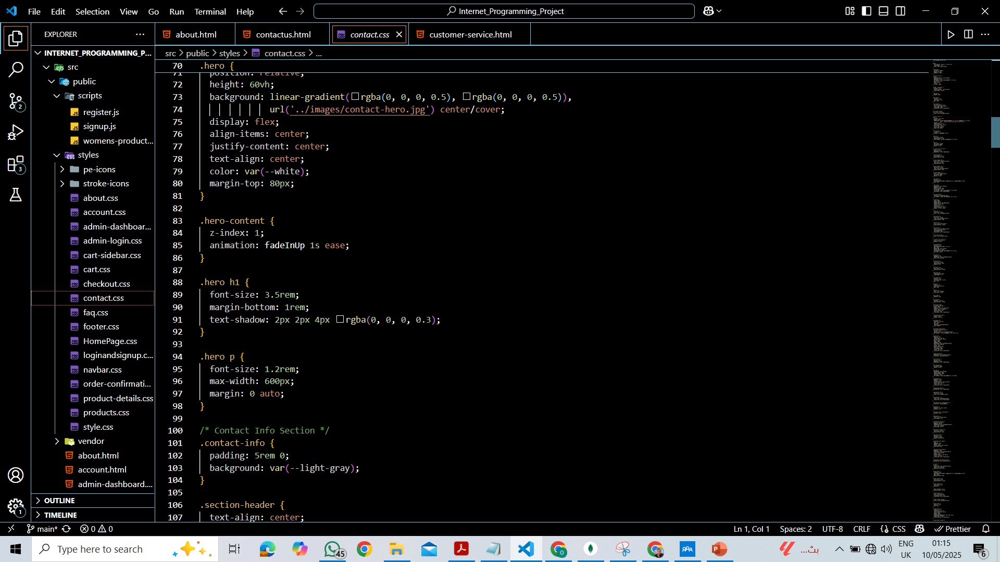 File Edit Selection View Go Run Terminal Help
Internet_Programming_Project
EXPLORER
about.html
contactus.html
contact.css
customer-service.html
INTERNET_PROGRAMMING_P...
src
public
scripts
register.js
signup.js
womens-product...
styles
pe-icons
stroke-icons
about.css
account.css
admin-dashboar...
admin-login.css
cart-sidebar.css
cart.css
checkout.css
contact.css
faq.css
footer.css
HomePage.css
loginandsignup.c...
navbar.css
order-confirmati...
product-details.css
products.css
style.css
vendor
about.html
account.html
admin-dashboard....
OUTLINE
TIMELINE
2
3
1
src > public > styles > contact.css > ...
70 .hero {
71 position: relative;
72 height: 60vh;
73 background: linear-gradient(rgba(0, 0, 0, 0.5), rgba(0, 0, 0, 0.5)),
74 url('../images/contact-hero.jpg') center/cover;
75 display: flex;
76 align-items: center;
77 justify-content: center;
78 text-align: center;
79 color: var(--white);
80 margin-top: 80px;
81 }
82
83 .hero-content {
84 z-index: 1;
85 animation: fadeInUp 1s ease;
86 }
87
88 .hero h1 {
89 font-size: 3.5rem;
90 margin-bottom: 1rem;
91 text-shadow: 2px 2px 4px rgba(0, 0, 0, 0.3);
92 }
93
94 .hero p {
95 font-size: 1.2rem;
96 max-width: 600px;
97 margin: 0 auto;
98 }
99
100 /* Contact Info Section */
101 .contact-info {
102 padding: 5rem 0;
103 background: var(--light-gray);
104 }
105
106 .section-header {
107 text-align: center;
main* 0 0
Ln 1, Col 1 Spaces: 2 UTF-8 CRLF {} CSS Prettier
Type here to search
45
بث...
ENG
UK
01:15
10/05/2025
6